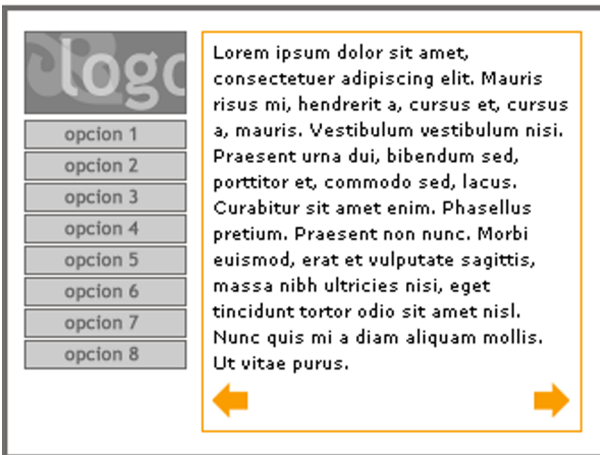 logo
opcion 1
opcion 2
opcion 3
opcion 4
opcion 5
opcion 6
opcion 7
opcion 8
Lorem ipsum dolor sit amet,
consectetuer adipiscing elit. Mauris
risus mi, hendrerit a, cursus et, cursus
a, mauris. Vestibulum vestibulum nisi.
Praesent urna dui, bibendum sed,
porttitor et, commodo sed, lacus.
Curabitur sit amet enim. Phasellus
pretium. Praesent non nunc. Morbi
euismod, erat et vulputate sagittis,
massa nibh ultricies nisi, eget
tincidunt tortor odio sit amet nisl.
Nunc quis mi a diam aliquam mollis.
Ut vitae purus.